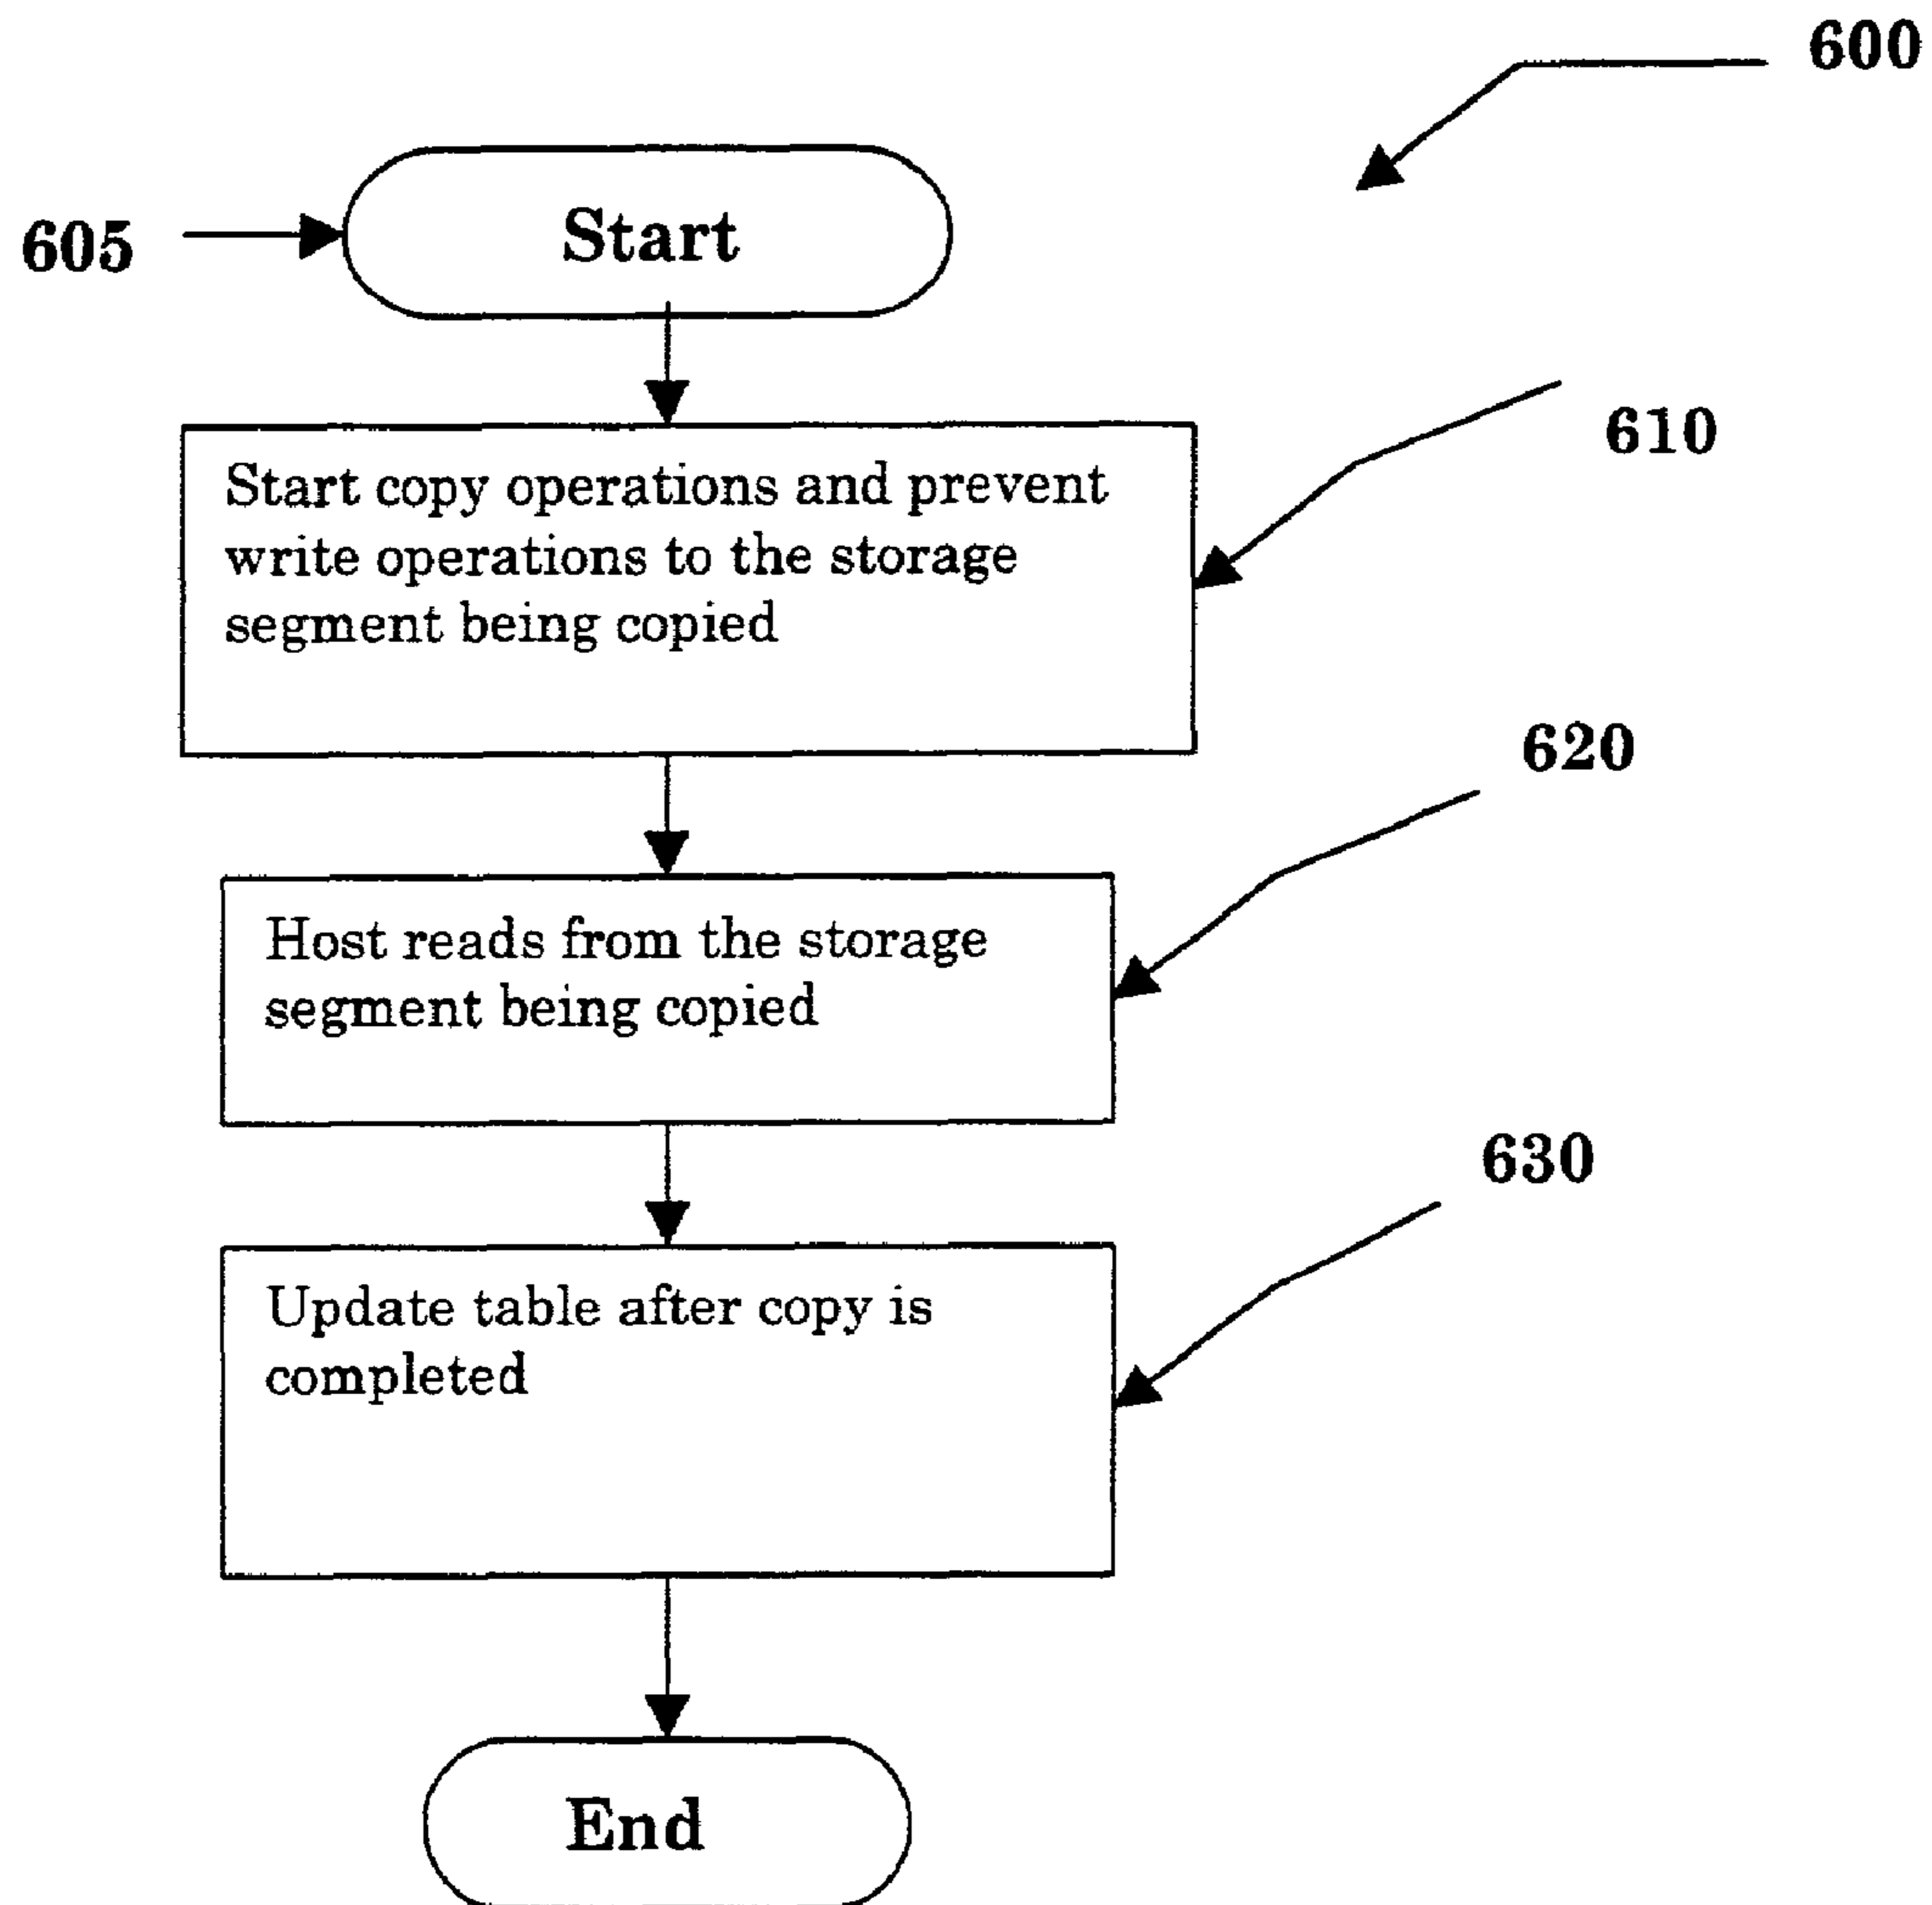 600
605
Start
610
Start copy operations and prevent
write operations to the storage
segment being copied
620
Host reads from the storage
segment being copied
630
Update table after copy is
completed
End